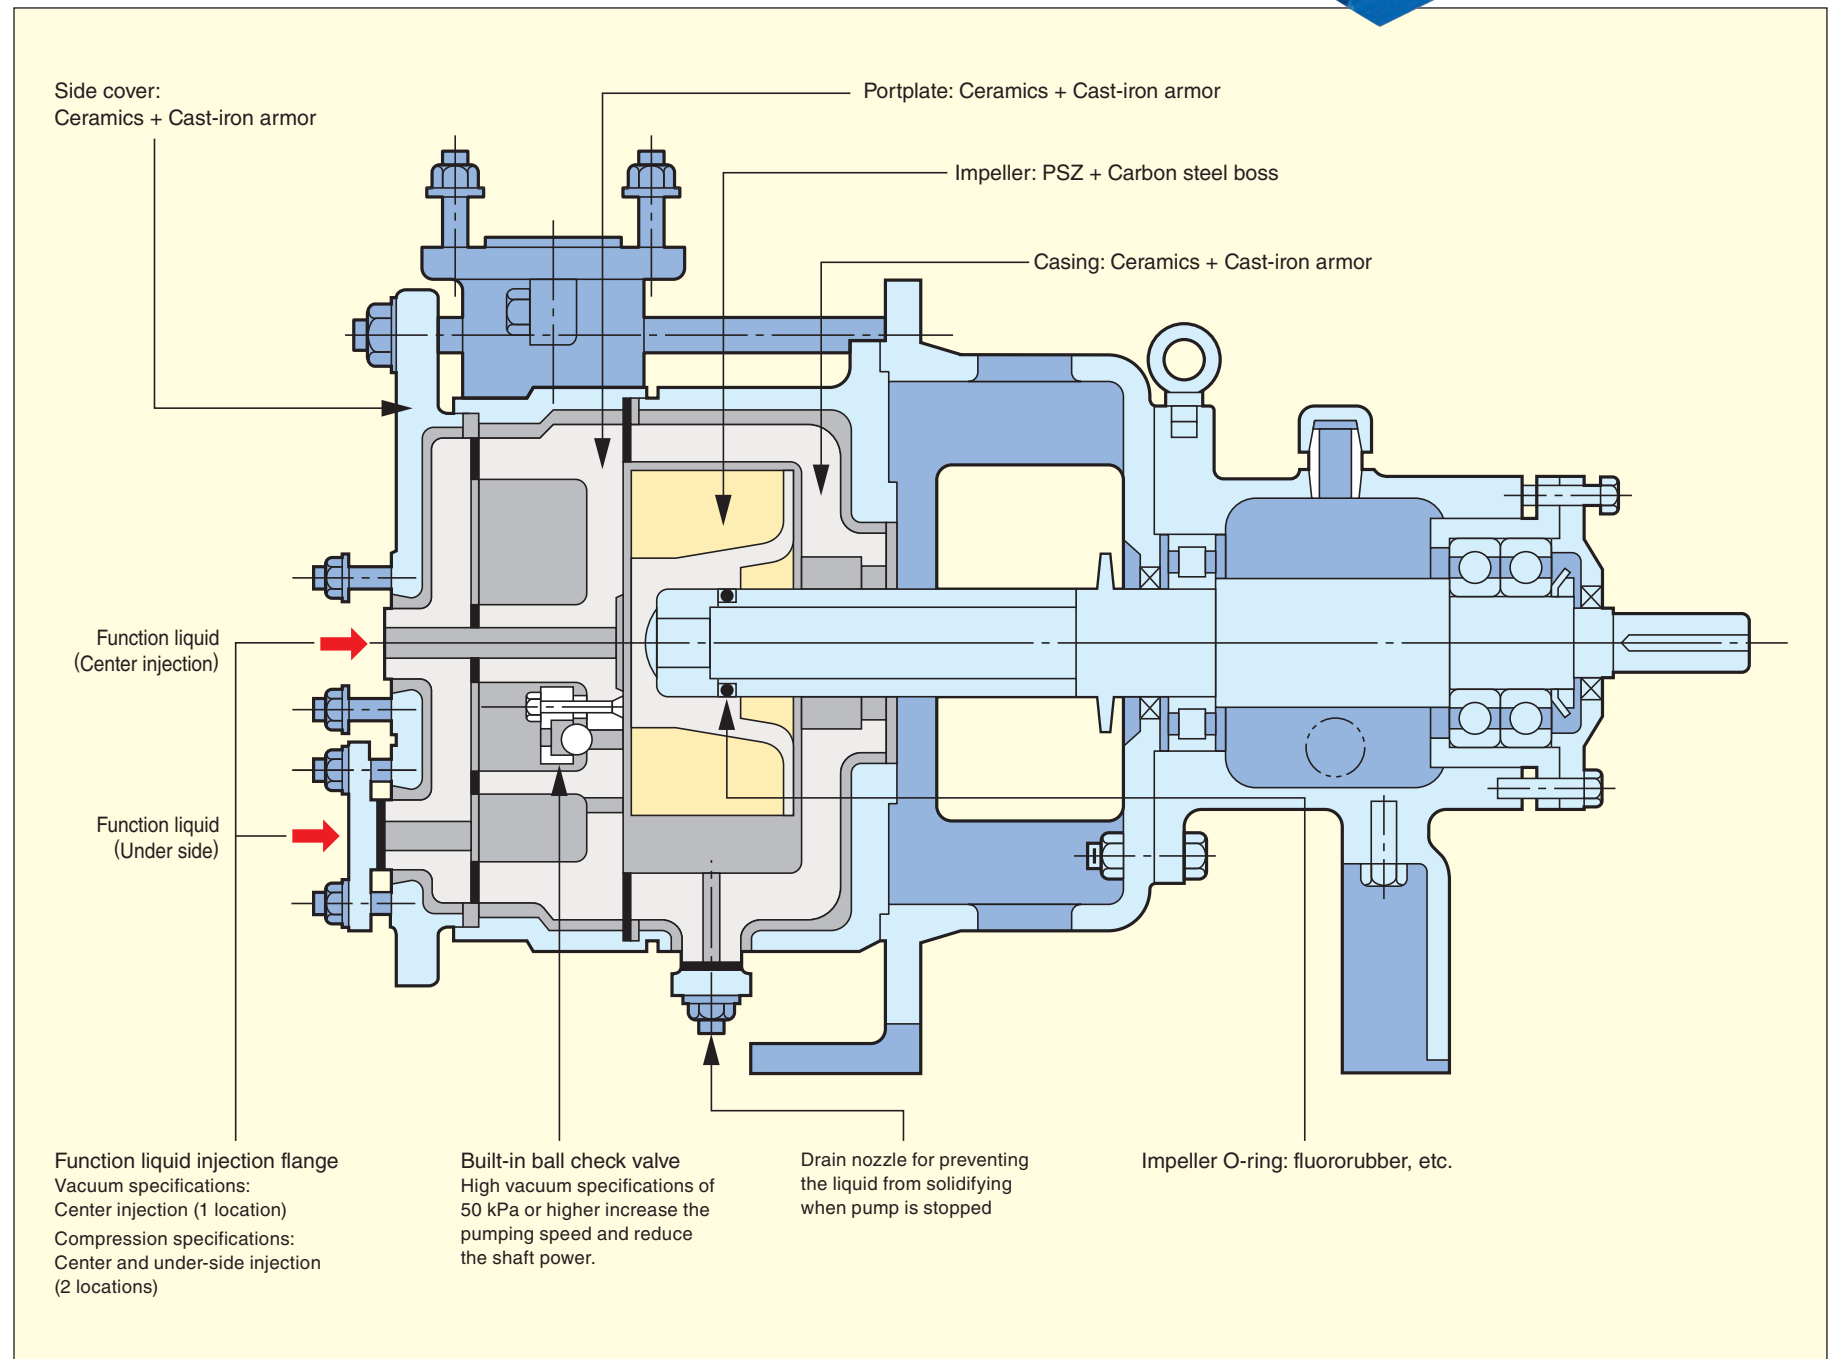 Side cover:
Ceramics + Cast-iron armor
Portplate: Ceramics + Cast-iron armor
Impeller: PSZ + Carbon steel boss
Casing: Ceramics + Cast-iron armor
Function liquid
(Center injection)
Function liquid
(Under side)
Function liquid injection flange
Vacuum specifications:
Center injection (1 location)
Compression specifications:
Center and under-side injection
(2 locations)
Built-in ball check valve
High vacuum specifications of
50 kPa or higher increase the
pumping speed and reduce
the shaft power.
Drain nozzle for preventing
the liquid from solidifying
when pump is stopped
Impeller O-ring: fluororubber, etc.